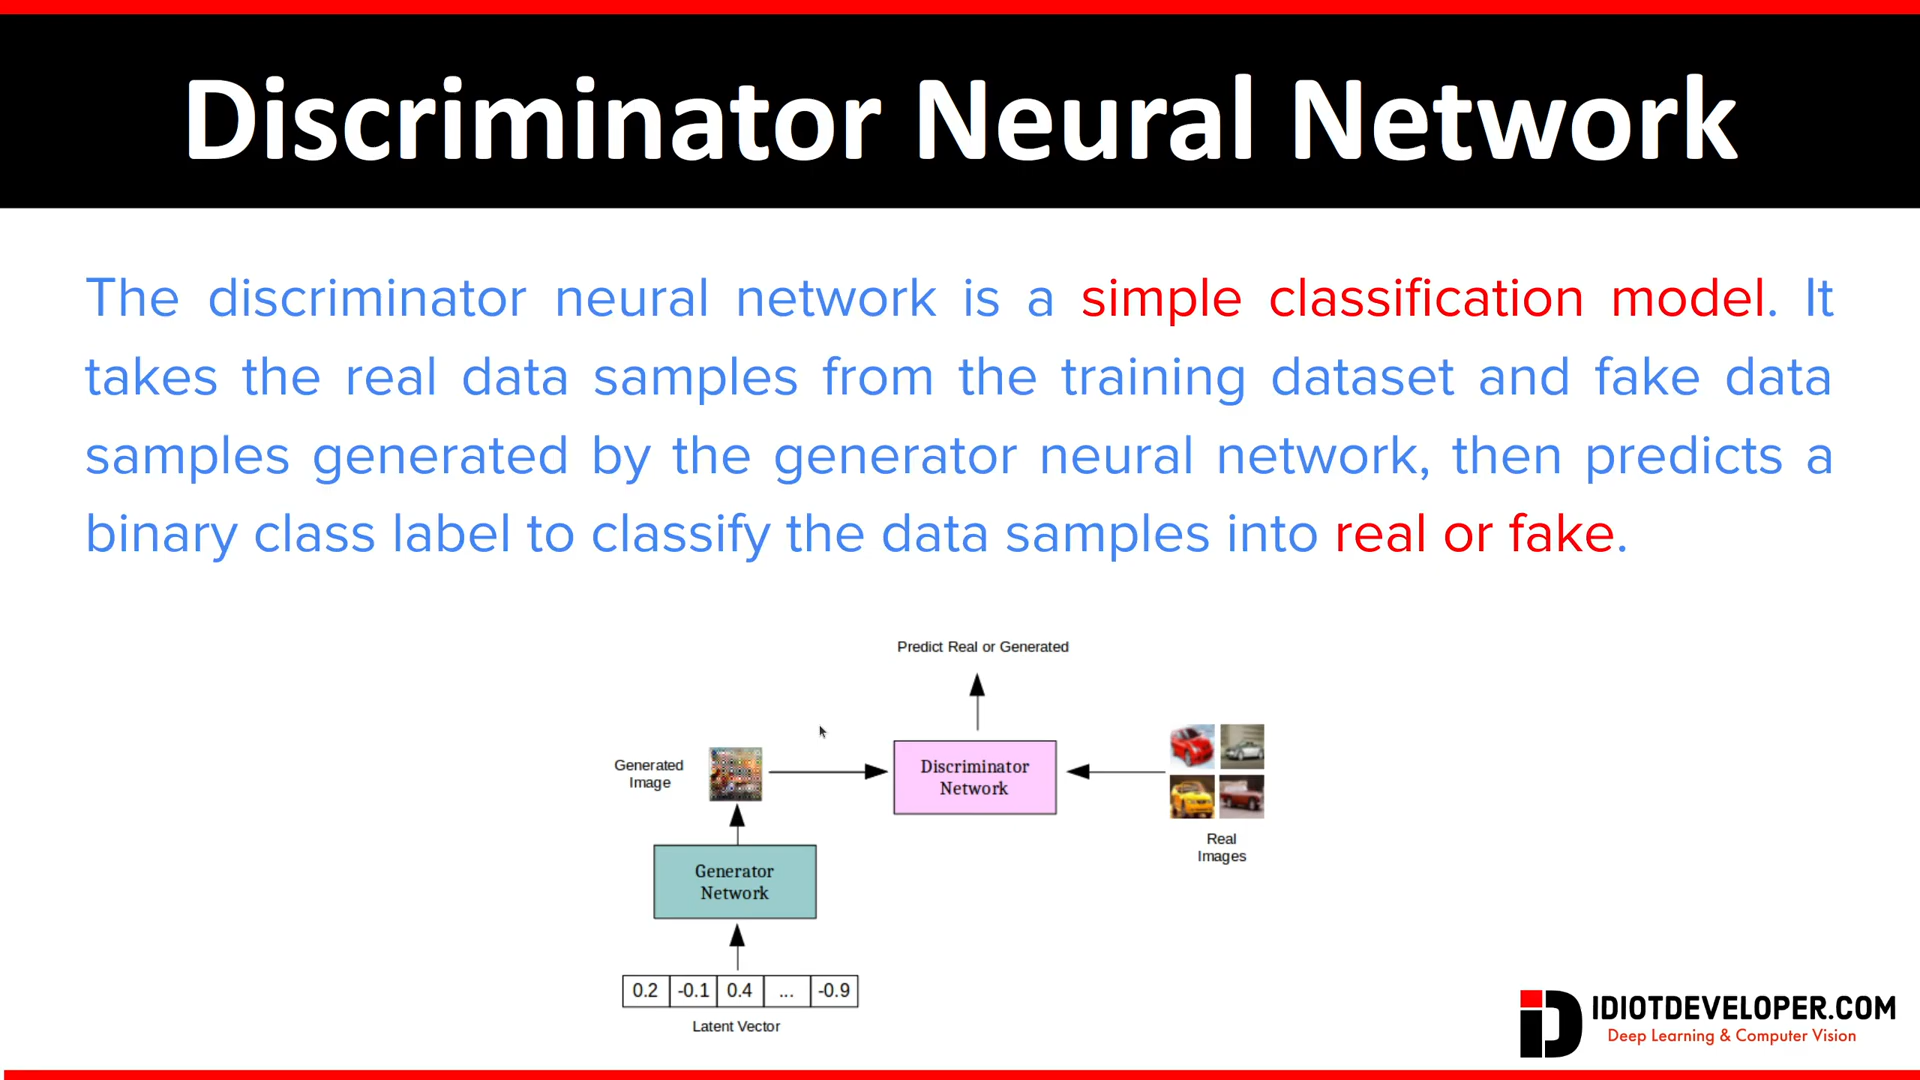 Discriminator Neural Network
The discriminator neural network is a simple classification model. It
takes the real data samples from the training dataset and fake data
samples generated by the generator neural network, then predicts a
binary class label to classify the data samples into real or fake.
Predict Real or Generated
Generated
Image
Discriminator
Network
Real
Images
Generator
Network
0.2 -0.1 0.4 ... -0.9
Latent Vector
iD IDIOTDEVELOPER.COM
Deep Learning & Computer Vision